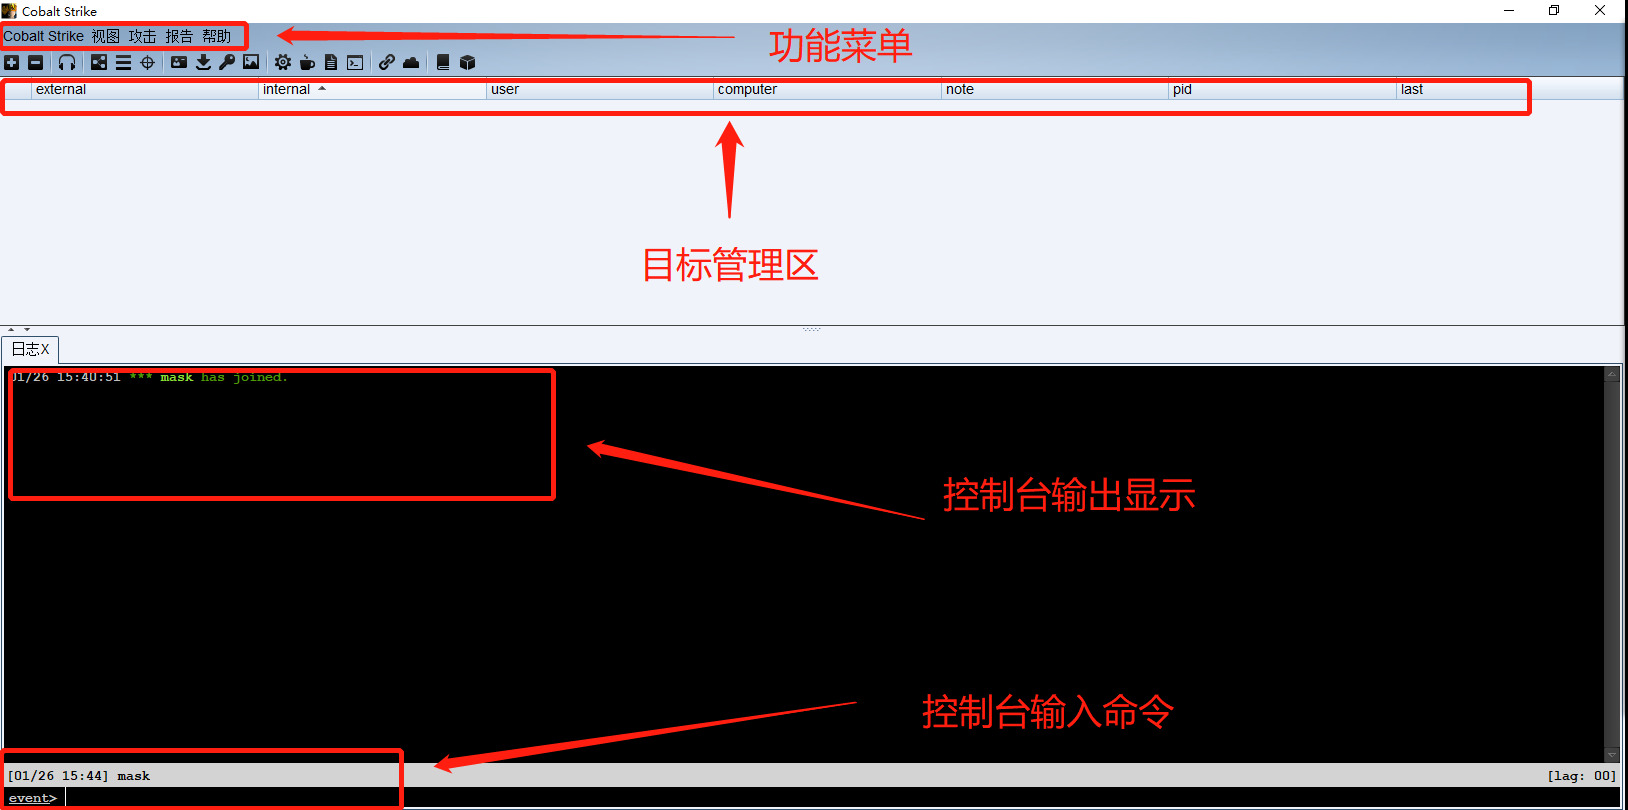 Cobalt Strike
Cobalt Strike 视图 攻击 报告 帮助
功能菜单
external internal user computer note pid last
目标管理区
日志X
01/26 15:40:51 *** mask has joined.
控制台输出显示
控制台输入命令
[01/26 15:44] mask [lag: 00]
event>